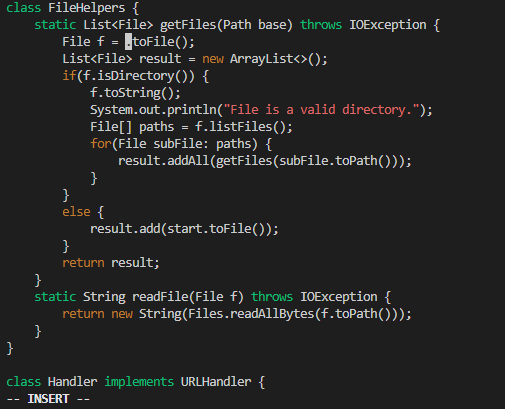 class FileHelpers {
    static List<File> getFiles(Path base) throws IOException {
        File f = .toFile();
        List<File> result = new ArrayList<>();
        if(f.isDirectory()) {
            f.toString();
            System.out.println("File is a valid directory.");
            File[] paths = f.listFiles();
            for(File subFile: paths) {
                result.addAll(getFiles(subFile.toPath()));
            }
        }
        else {
            result.add(start.toFile());
        }
        return result;
    }
    static String readFile(File f) throws IOException {
        return new String(Files.readAllBytes(f.toPath()));
    }
}

class Handler implements URLHandler {
-- INSERT --